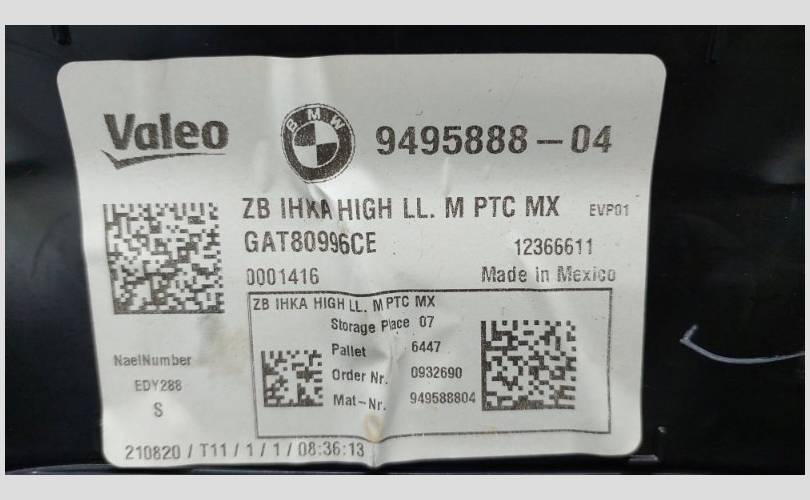 Valeo BMW 9495888-04
ZB IHKA HIGH LL. M PTC MX EVP01
GAT80996CE 12366611
0001416 Made in Mexico
ZB IHKA HIGH LL. M PTC MX
Storage Place 07
Pallet 6447
Order Nr. 0932690
Mat-Nr. 949588804
NaelNumber
EDY288
S
210820 / T11 / 1 / 1 / 08:36:13